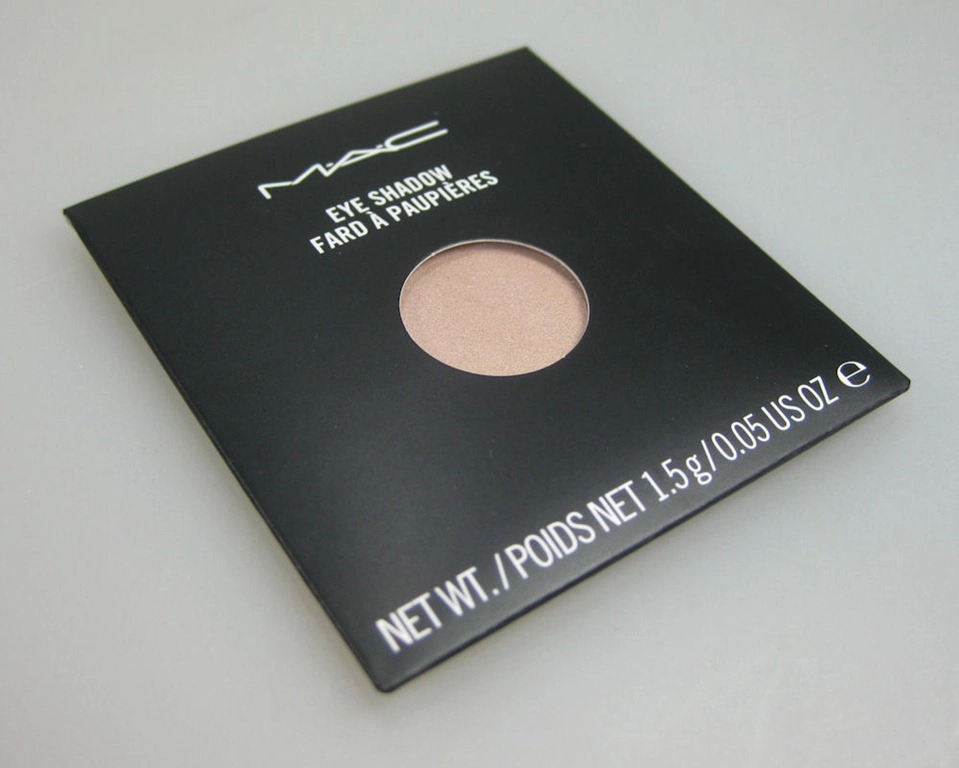 M·A·C
EYE SHADOW
FARD À PAUPIÈRES
NET WT. / POIDS NET 1.5 g / 0.05 US OZ ℮